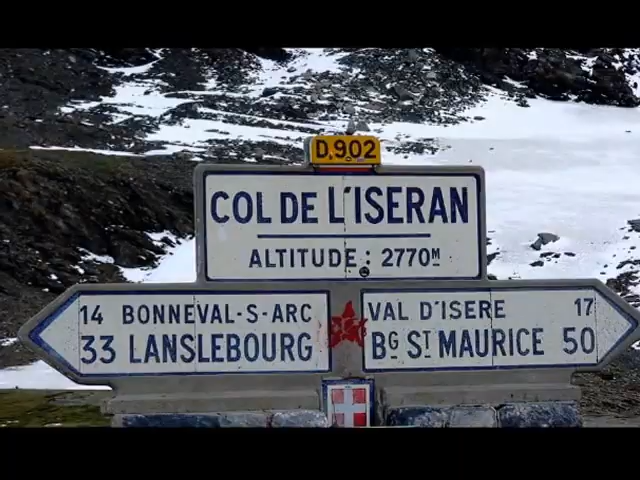 D.902
COL DE L'ISERAN
ALTITUDE : 2770M
14 BONNEVAL-S-ARC
33 LANSLEBOURG
VAL D'ISERE 17
BG ST MAURICE 50